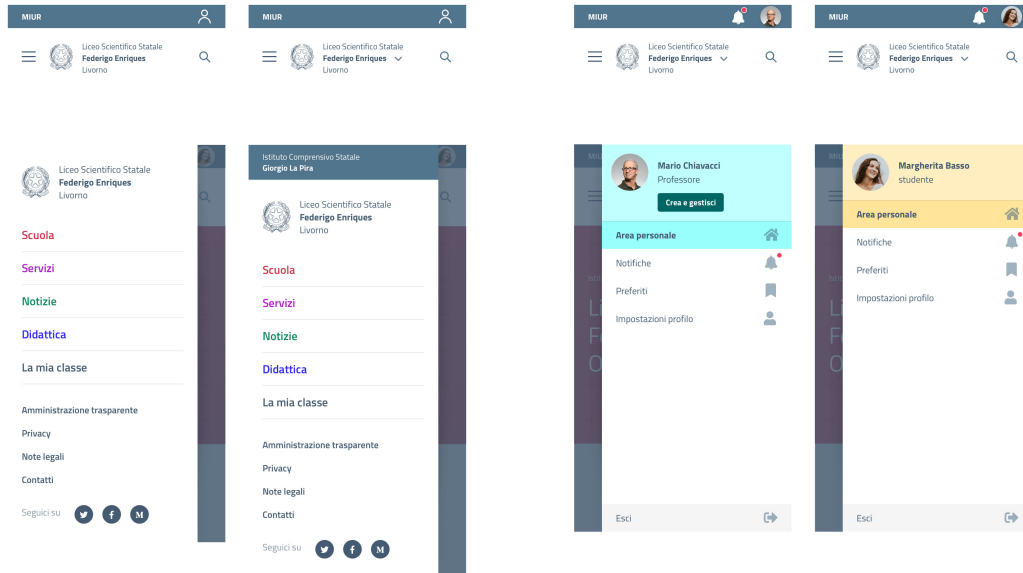 MIUR
Liceo Scientifico Statale
Federigo Enriques
Livorno
MIUR
Liceo Scientifico Statale
Federigo Enriques
Livorno
MIUR
Liceo Scientifico Statale
Federigo Enriques
Livorno
MIUR
Liceo Scientifico Statale
Federigo Enriques
Livorno
Liceo Scientifico Statale
Federigo Enriques
Livorno
Scuola
Servizi
Notizie
Didattica
La mia classe
Amministrazione trasparente
Privacy
Note legali
Contatti
Seguici su
Istituto Comprensivo Statale
Giorgio La Pira
Liceo Scientifico Statale
Federigo Enriques
Livorno
Scuola
Servizi
Notizie
Didattica
La mia classe
Amministrazione trasparente
Privacy
Note legali
Contatti
Seguici su
Mario Chiavacci
Professore
Crea e gestisci
Area personale
Notifiche
Preferiti
Impostazioni profilo
Esci
Margherita Basso
studente
Area personale
Notifiche
Preferiti
Impostazioni profilo
Esci